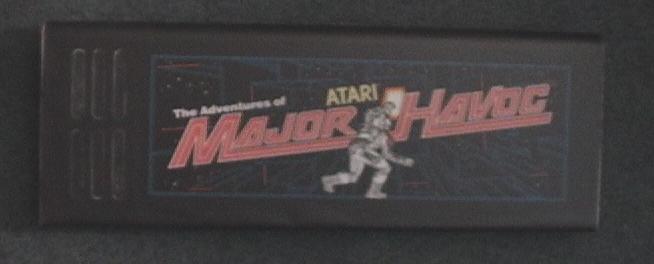 The Adventures of
ATARI
MAJOR HAVOC